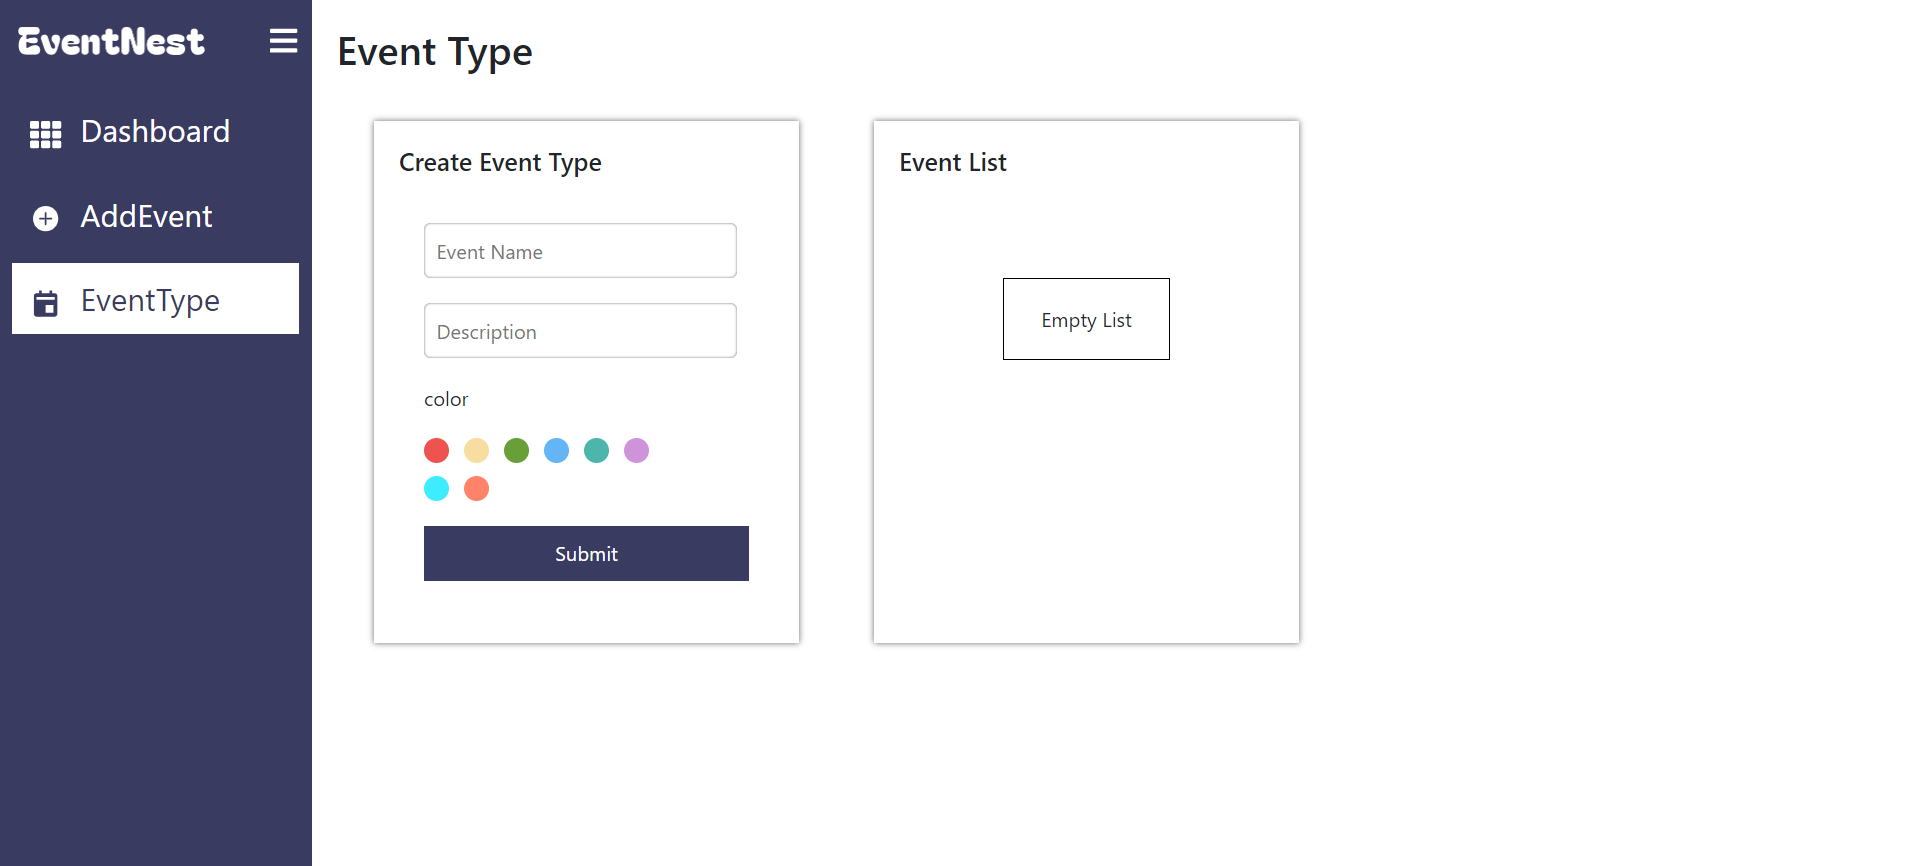 EventNest
Dashboard
AddEvent
EventType
Event Type
Create Event Type
Event Name
Description
color
Submit
Event List
Empty List